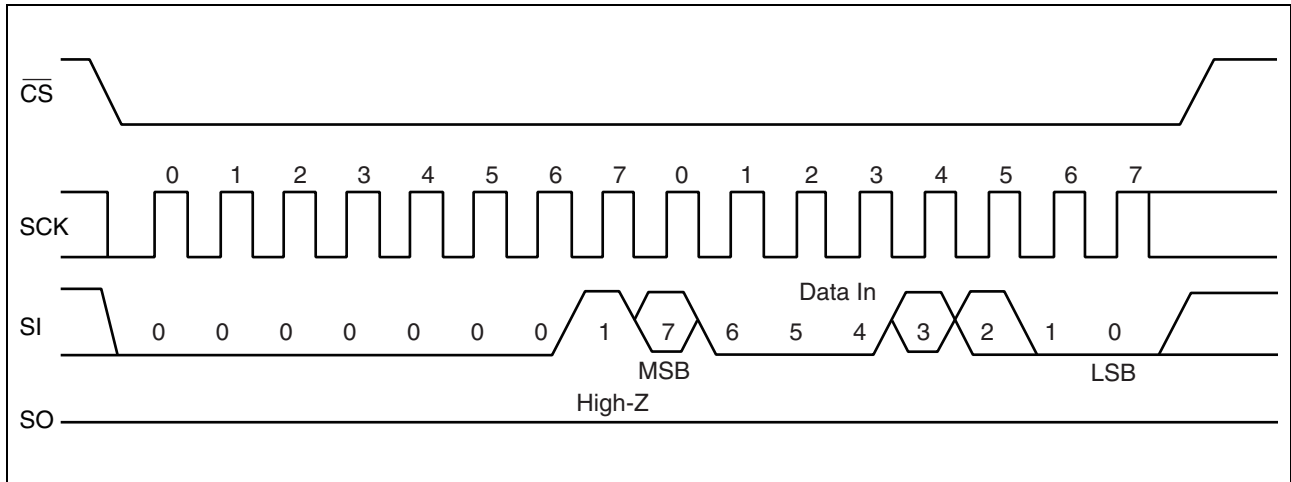 CS
0 1 2 3 4 5 6 7 0 1 2 3 4 5 6 7
SCK
Data In
SI 0 0 0 0 0 0 0 1 7 6 5 4 3 2 1 0
MSB LSB
High-Z
SO